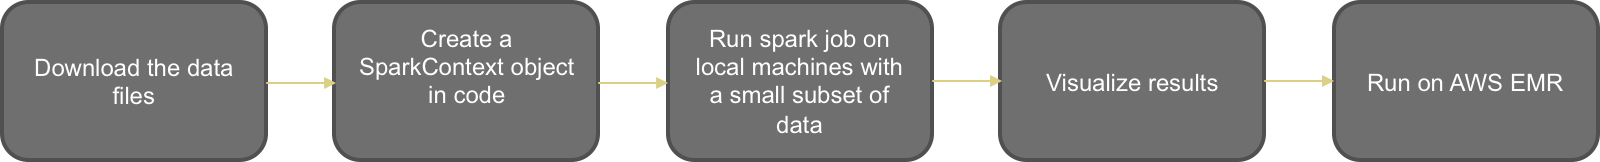 Download the data
files
Create a
SparkContext object
in code
Run spark job on
local machines with
a small subset of
data
Visualize results
Run on AWS EMR